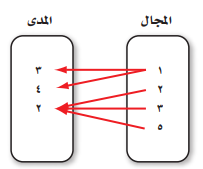 المجال المدى
١ ٣
٢ ٤
٣ ٢
٥